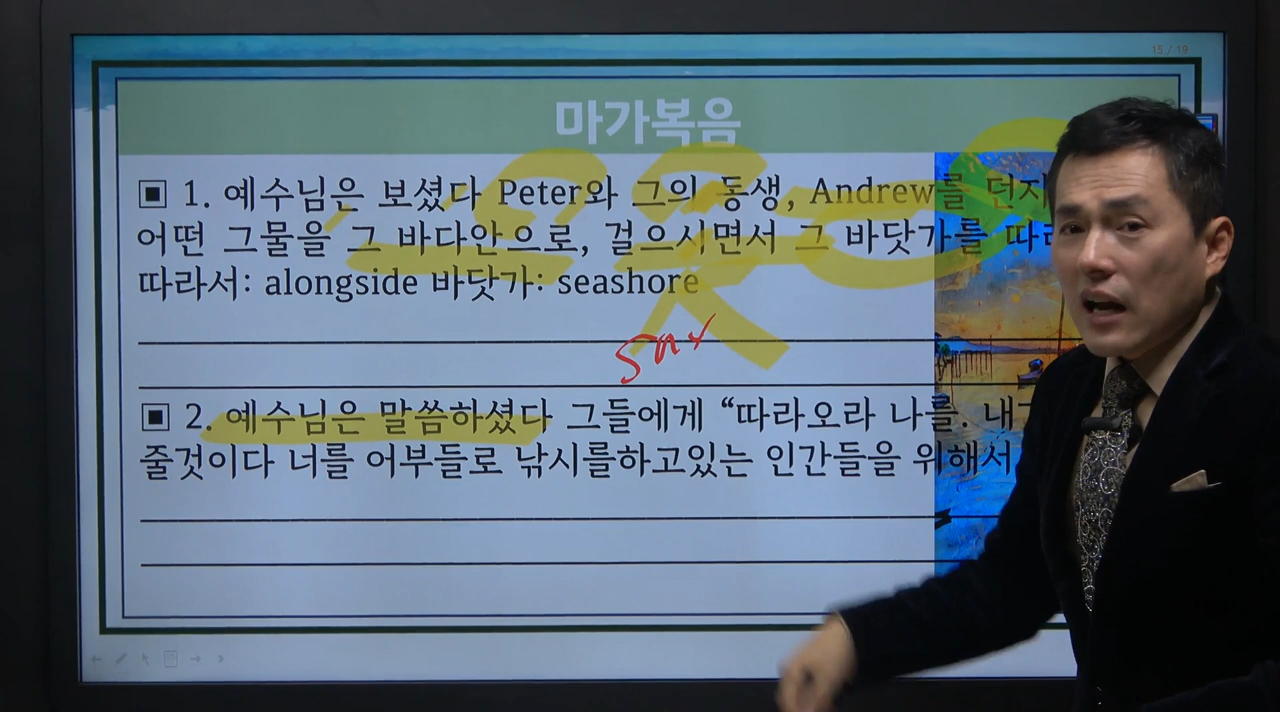 15 / 19
마가복음
▣ 1. 예수님은 보셨다 Peter와 그의 동생, Andrew를 던지
어떤 그물을 그 바다안으로, 걸으시면서 그 바닷가를
따라서: alongside 바닷가: seashore
▣ 2. 예수님은 말씀하셨다 그들에게 “따라오라 나를.
줄것이다 너를 어부들로 낚시를하고있는 인간들을 위해서